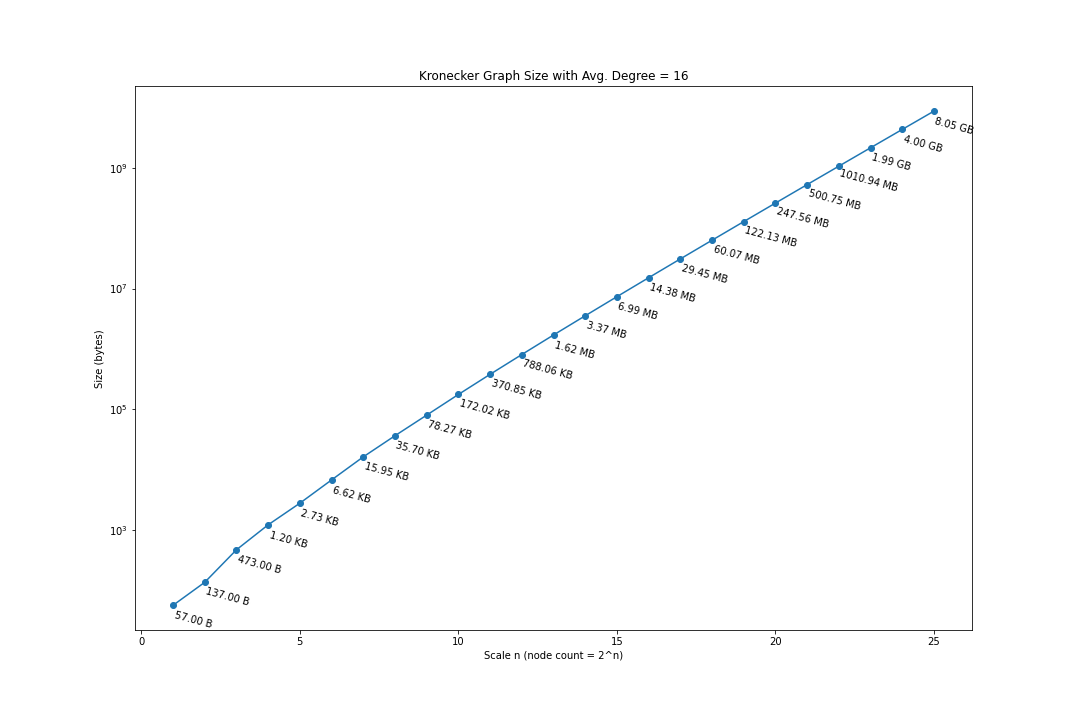 Kronecker Graph Size with Avg. Degree = 16
8.05 GB
4.00 GB
10^9
1.99 GB
1010.94 MB
500.75 MB
247.56 MB
122.13 MB
60.07 MB
29.45 MB
10^7
14.38 MB
6.99 MB
3.37 MB
1.62 MB
Size (bytes)
788.06 KB
370.85 KB
10^5
172.02 KB
78.27 KB
35.70 KB
15.95 KB
6.62 KB
2.73 KB
10^3
1.20 KB
473.00 B
137.00 B
57.00 B
0 5 10 15 20 25
Scale n (node count = 2^n)